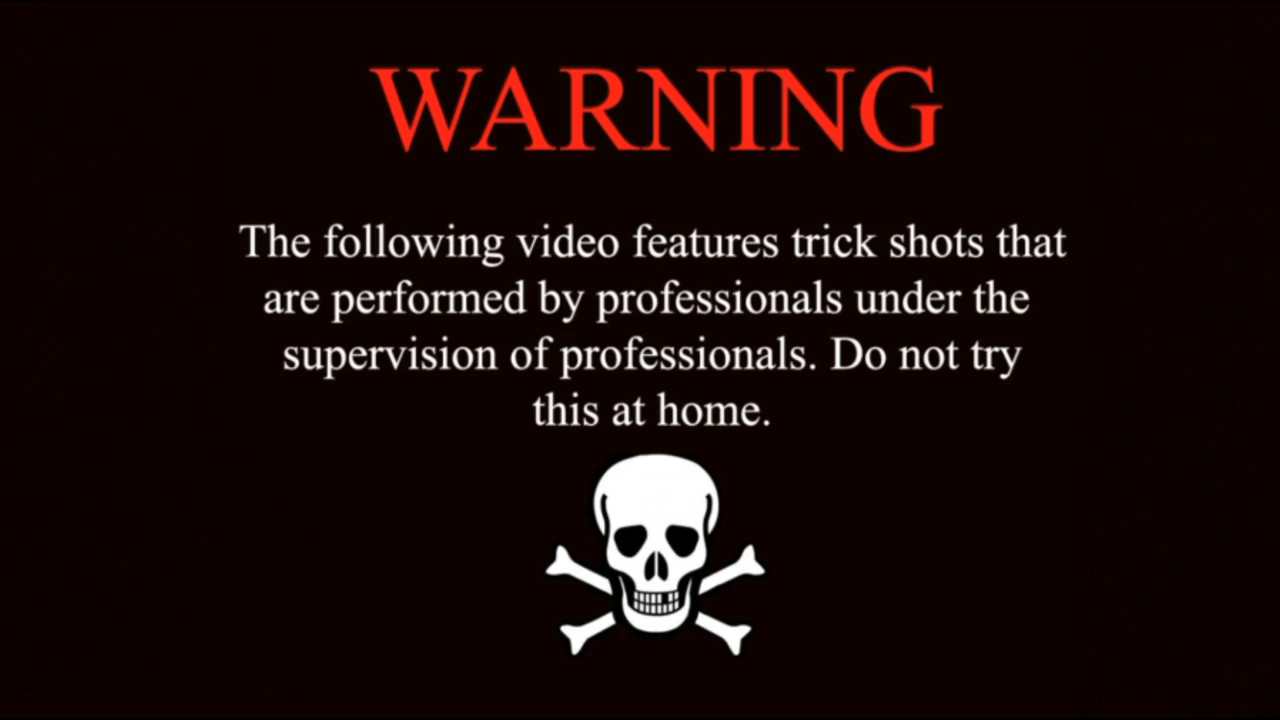 WARNING
The following video features trick shots that
are performed by professionals under the
supervision of professionals. Do not try
this at home.